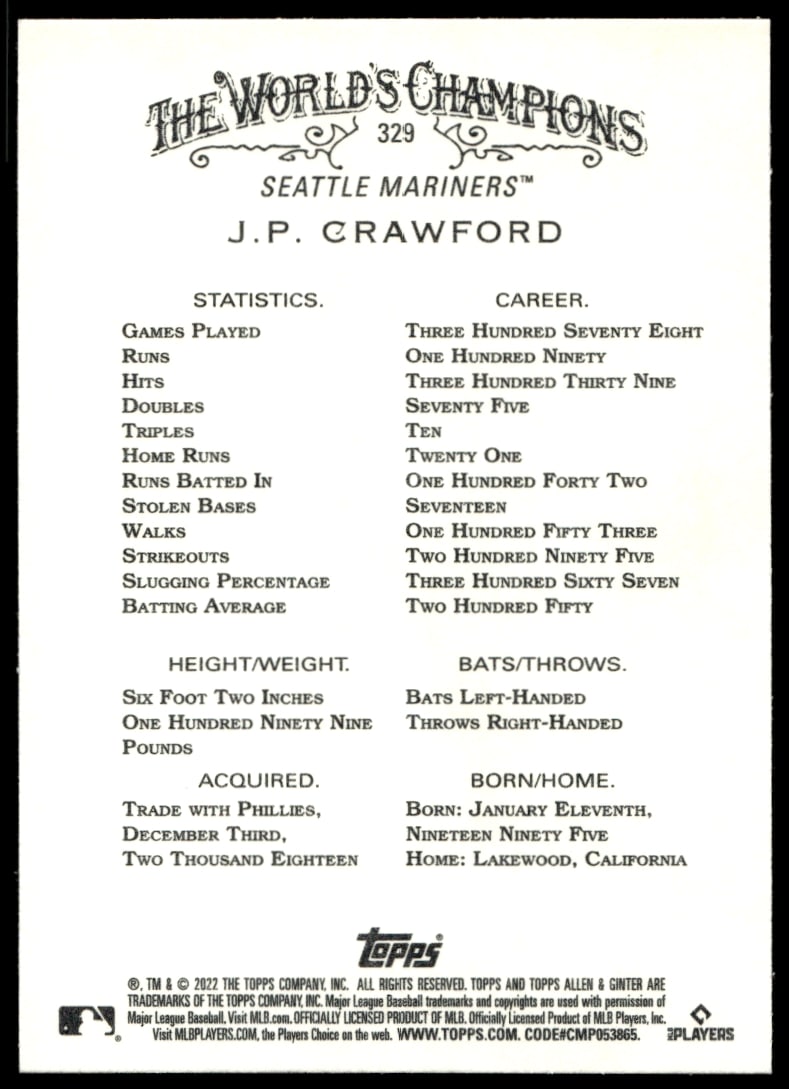 THE WORLD'S CHAMPIONS
329
SEATTLE MARINERS™
J.P. CRAWFORD
STATISTICS. CAREER.
GAMES PLAYED THREE HUNDRED SEVENTY EIGHT
RUNS ONE HUNDRED NINETY
HITS THREE HUNDRED THIRTY NINE
DOUBLES SEVENTY FIVE
TRIPLES TEN
HOME RUNS TWENTY ONE
RUNS BATTED IN ONE HUNDRED FORTY TWO
STOLEN BASES SEVENTEEN
WALKS ONE HUNDRED FIFTY THREE
STRIKEOUTS TWO HUNDRED NINETY FIVE
SLUGGING PERCENTAGE THREE HUNDRED SIXTY SEVEN
BATTING AVERAGE TWO HUNDRED FIFTY
HEIGHT/WEIGHT.
SIX FOOT TWO INCHES
ONE HUNDRED NINETY NINE
POUNDS
BATS/THROWS.
BATS LEFT-HANDED
THROWS RIGHT-HANDED
ACQUIRED.
TRADE WITH PHILLIES,
DECEMBER THIRD,
TWO THOUSAND EIGHTEEN
BORN/HOME.
BORN: JANUARY ELEVENTH,
NINETEEN NINETY FIVE
HOME: LAKEWOOD, CALIFORNIA
topps®
®, TM & © 2022 THE TOPPS COMPANY, INC. ALL RIGHTS RESERVED. TOPPS AND TOPPS ALLEN & GINTER ARE
TRADEMARKS OF THE TOPPS COMPANY, INC. Major League Baseball trademarks and copyrights are used with permission of
Major League Baseball. Visit MLB.com. OFFICIALLY LICENSED PRODUCT OF MLB. Officially Licensed Product of MLB Players, Inc.
Visit MLBPLAYERS.COM, the Players Choice on the web. WWW.TOPPS.COM. CODE#CMP053865.
MLB PLAYERS